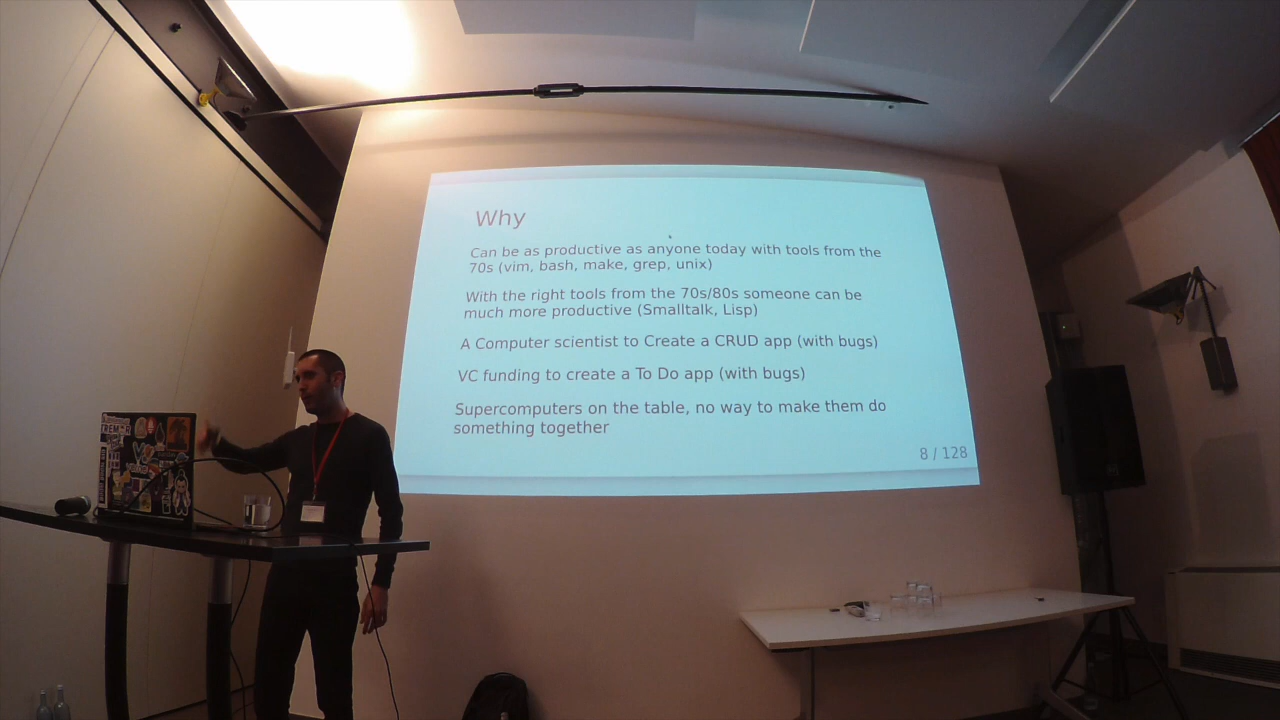 Why
Can be as productive as anyone today with tools from the
70s (vim, bash, make, grep, unix)
With the right tools from the 70s/80s someone can be
much more productive (Smalltalk, Lisp)
A Computer scientist to Create a CRUD app (with bugs)
VC funding to create a To Do app (with bugs)
Supercomputers on the table, no way to make them do
something together
8 / 128